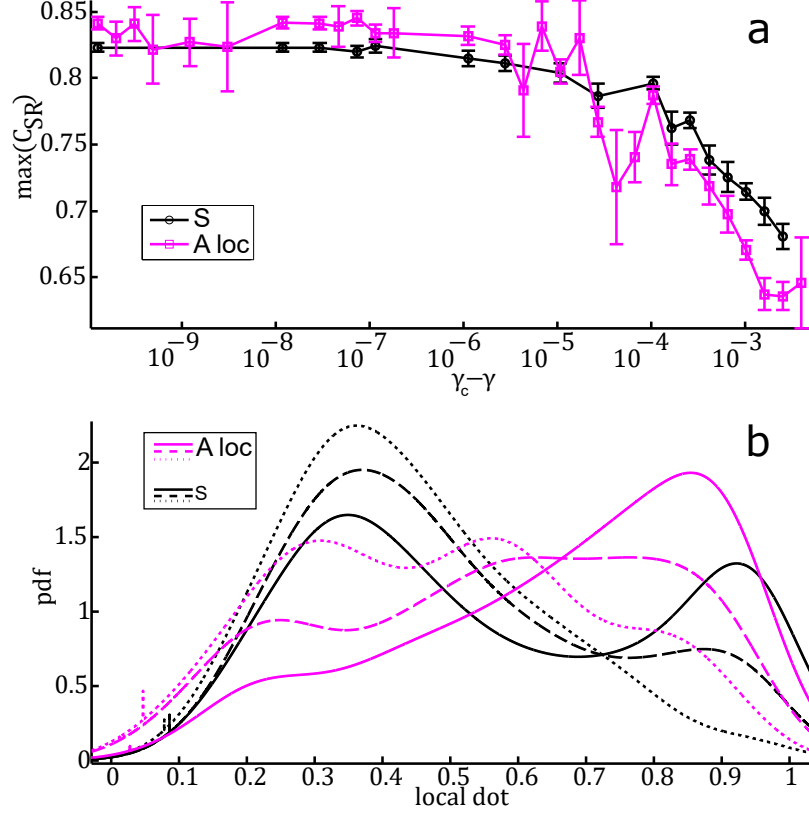 a
0.85
0.8
0.75
0.7
0.65
max(C_SR)
S
A loc
10^−9 10^−8 10^−7 10^−6 10^−5 10^−4 10^−3
γ_c−γ
b
2
1.5
1
0.5
0
pdf
A loc
S
0 0.1 0.2 0.3 0.4 0.5 0.6 0.7 0.8 0.9 1
local dot